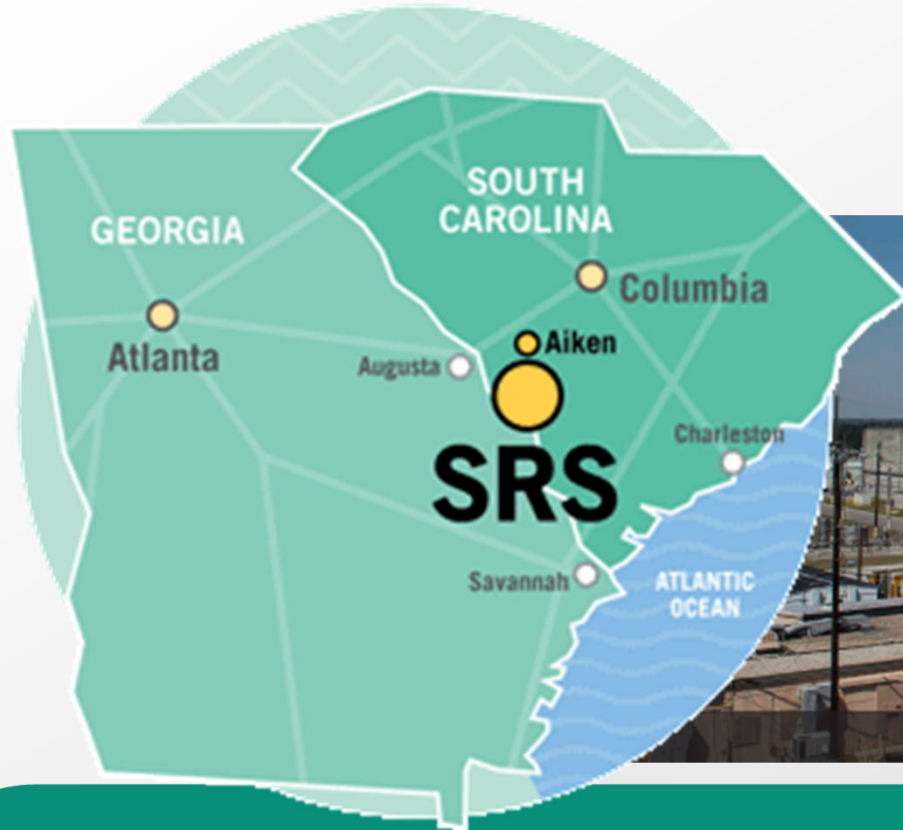 SOUTH
CAROLINA
GEORGIA
Columbia
Atlanta
Aiken
Augusta
SRS
Charleston
Savannah
ATLANTIC
OCEAN